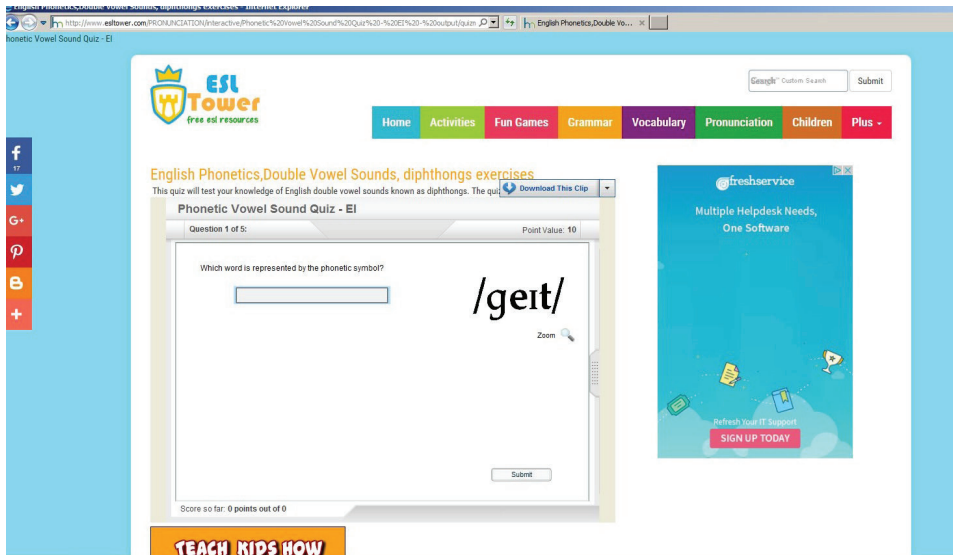 English Phonetics,Double Vowel Sounds, diphthongs exercises - Internet Explorer
http://www.esltower.com/PRONUNCIATION/interactive/Phonetic%20Vowel%20Sound%20Quiz%20-%20EI%20-%20output/quizn
English Phonetics,Double Vo...
honetic Vowel Sound Quiz - EI
ESL
Tower
free esl resources
Google Custom Search
Submit
Home
Activities
Fun Games
Grammar
Vocabulary
Pronunciation
Children
Plus
17
G+
English Phonetics,Double Vowel Sounds, diphthongs exercises
This quiz will test your knowledge of English double vowel sounds known as diphthongs. The quiz
Download This Clip
Phonetic Vowel Sound Quiz - EI
Question 1 of 5:
Point Value: 10
Which word is represented by the phonetic symbol?
/geɪt/
Zoom
Submit
Score so far: 0 points out of 0
freshservice
Multiple Helpdesk Needs,
One Software
Refresh Your IT Support
SIGN UP TODAY
TEACH KIDS HOW